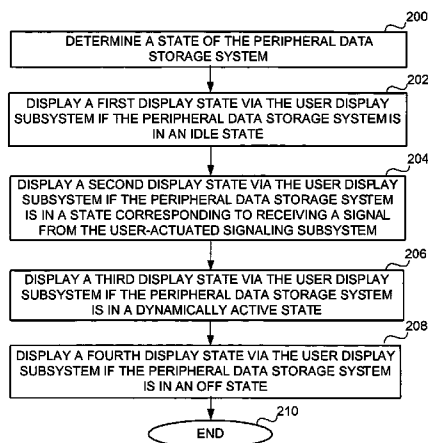 200
DETERMINE A STATE OF THE PERIPHERAL DATA
STORAGE SYSTEM
202
DISPLAY A FIRST DISPLAY STATE VIA THE USER DISPLAY
SUBSYSTEM IF THE PERIPHERAL DATA STORAGE SYSTEM IS
IN AN IDLE STATE
204
DISPLAY A SECOND DISPLAY STATE VIA THE USER DISPLAY
SUBSYSTEM IF THE PERIPHERAL DATA STORAGE SYSTEM
IS IN A STATE CORRESPONDING TO RECEIVING A SIGNAL
FROM THE USER-ACTUATED SIGNALING SUBSYSTEM
206
DISPLAY A THIRD DISPLAY STATE VIA THE USER DISPLAY
SUBSYSTEM IF THE PERIPHERAL DATA STORAGE SYSTEM
IS IN A DYNAMICALLY ACTIVE STATE
208
DISPLAY A FOURTH DISPLAY STATE VIA THE USER DISPLAY
SUBSYSTEM IF THE PERIPHERAL DATA STORAGE SYSTEM
IS IN AN OFF STATE
210
END